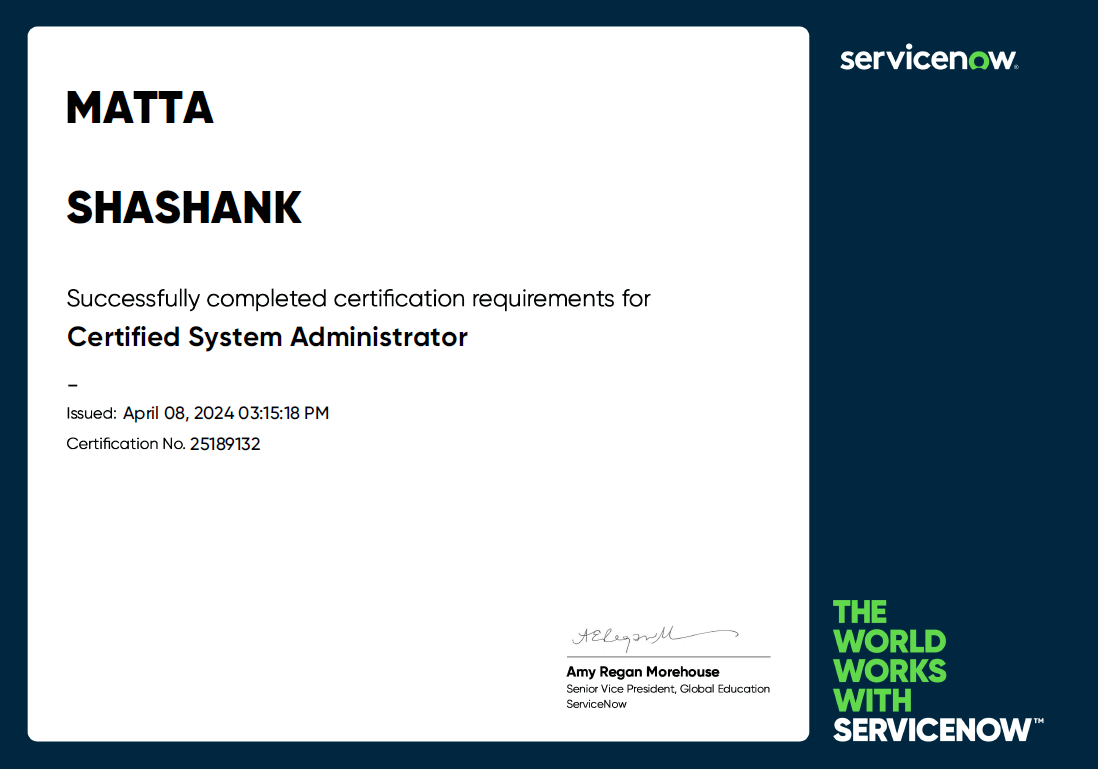 MATTA
SHASHANK
Successfully completed certification requirements for
Certified System Administrator
–
Issued: April 08, 2024 03:15:18 PM
Certification No. 25189132
Amy Regan Morehouse
Senior Vice President, Global Education
ServiceNow
servicenow®
THE
WORLD
WORKS
WITH
SERVICENOW™